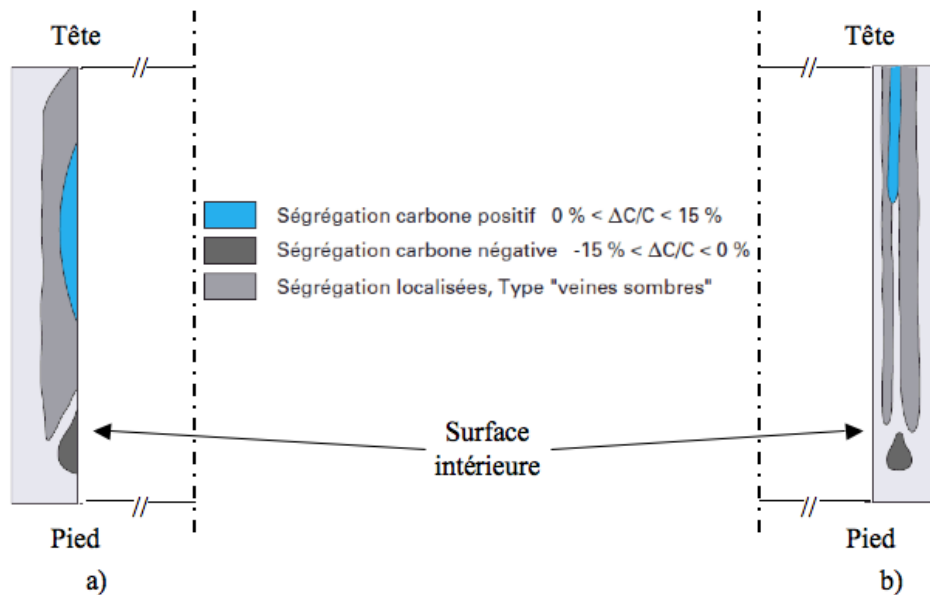 Tête
Tête
//
//
Ségrégation carbone positif 0 % < ΔC/C < 15 %
Ségrégation carbone négative -15 % < ΔC/C < 0 %
Ségrégation localisées, Type "veines sombres"
Surface
intérieure
//
//
Pied
Pied
a)
b)